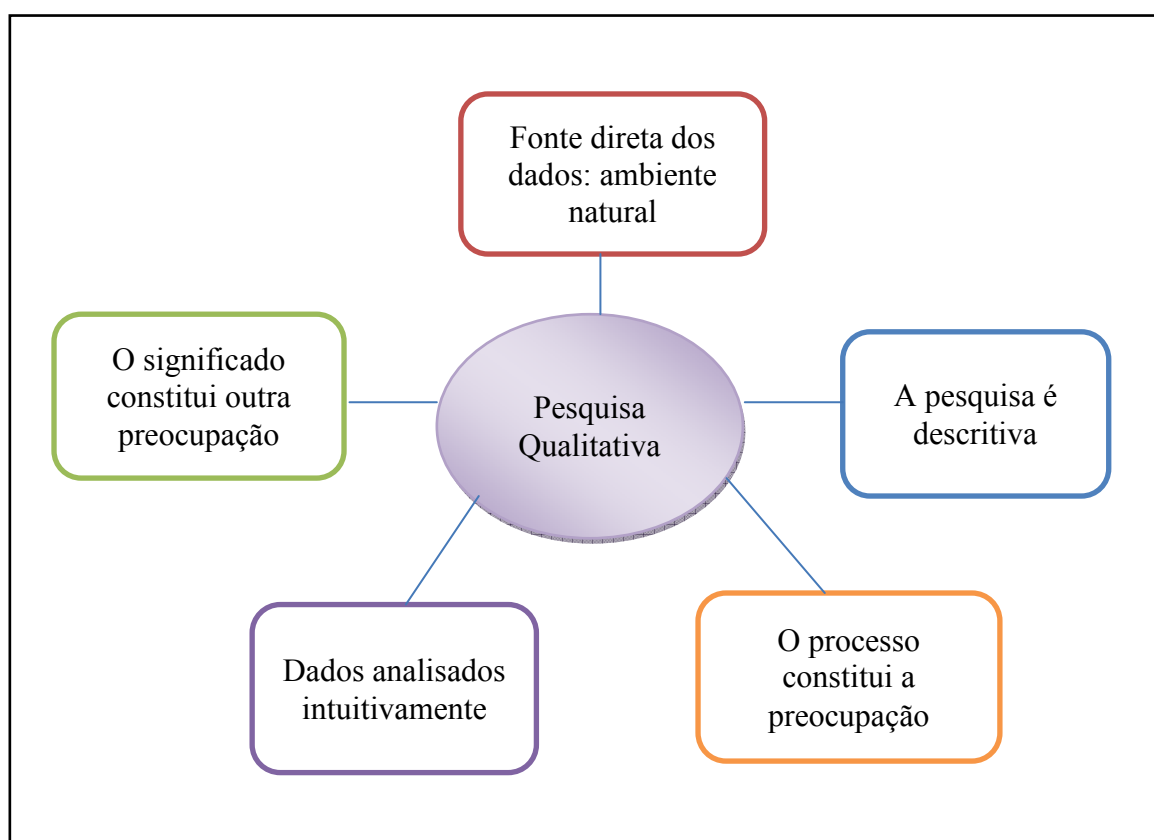 Fonte direta dos
dados: ambiente
natural
O significado
constitui outra
preocupação
Pesquisa
Qualitativa
A pesquisa é
descritiva
Dados analisados
intuitivamente
O processo
constitui a
preocupação